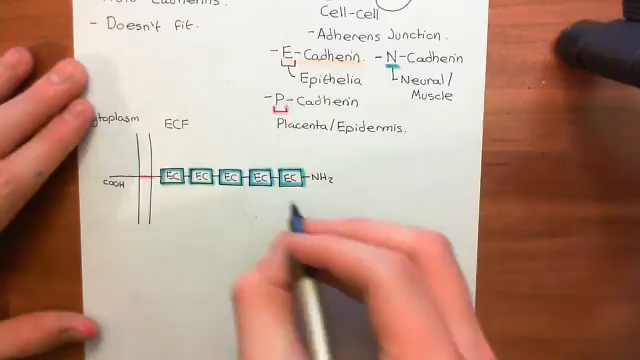 - Doesn't fit.
Cell-Cell
- Adherens Junction.
- E-Cadherin.
Epithelia
- N-Cadherin
Neural/
Muscle
- P-Cadherin
Placenta/Epidermis.
ECF
COOH
EC EC EC EC EC
NH2